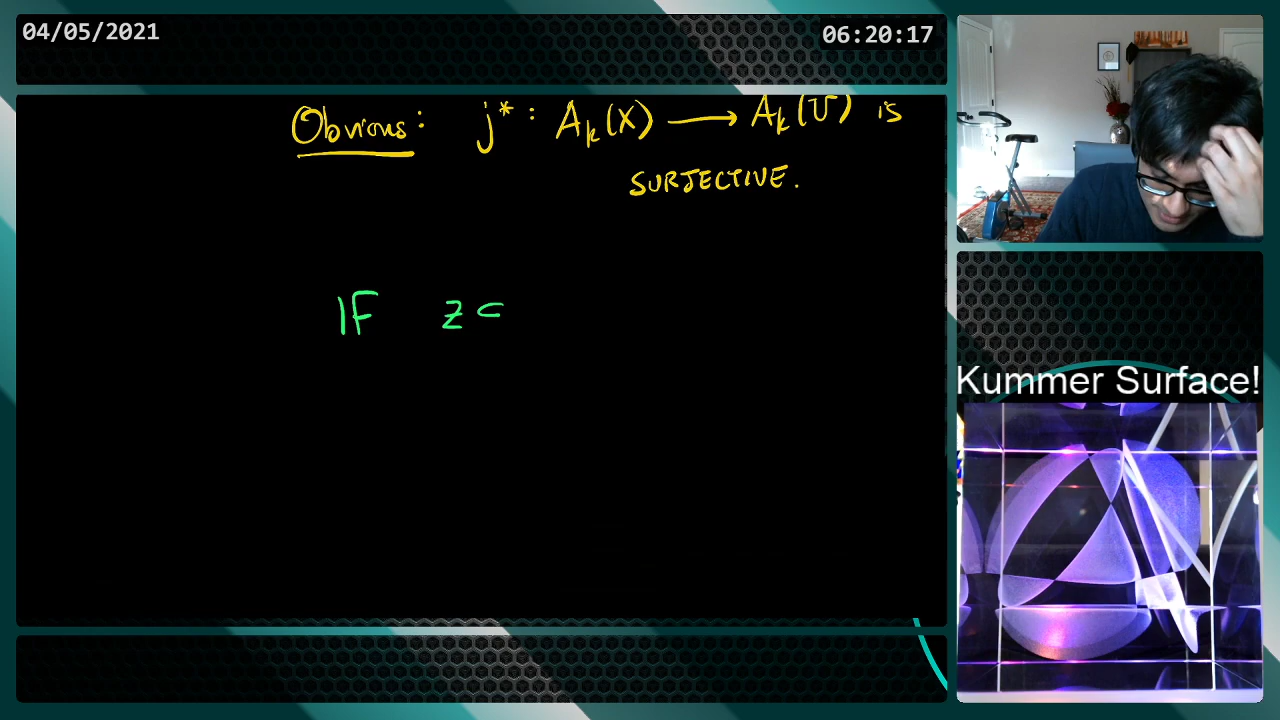 04/05/2021
06:20:17
Obvious: j* : A_k(X) ⟶ A_k(U) is
SURJECTIVE.
IF Z ⊂
Kummer Surface!